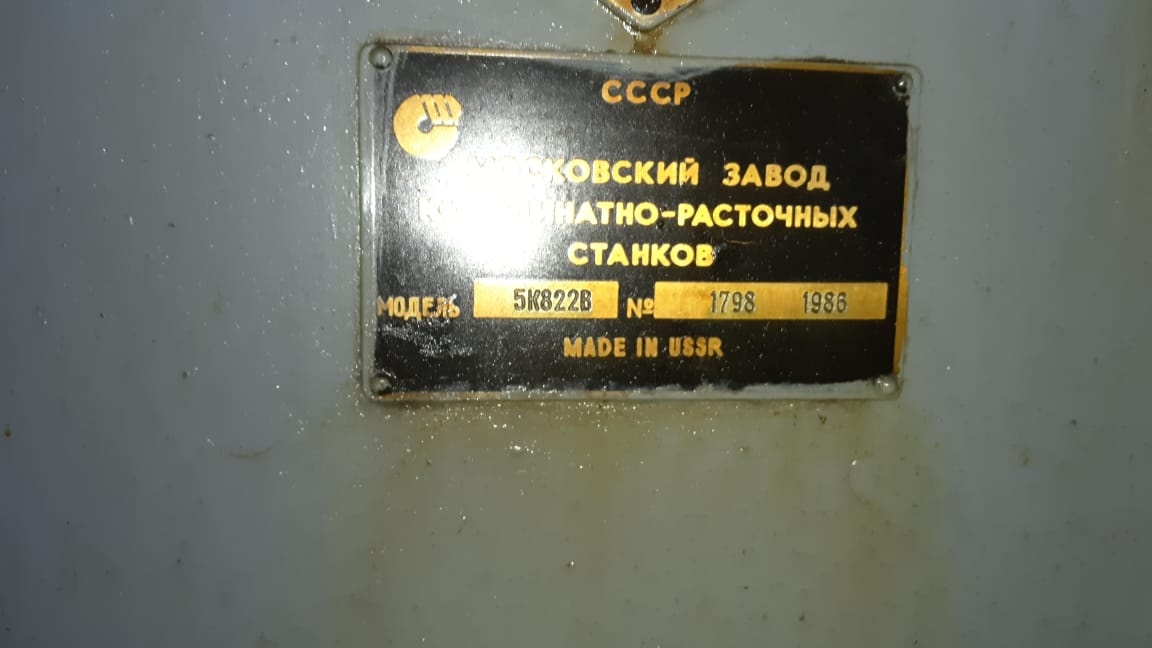 СССР
МОСКОВСКИЙ ЗАВОД
КООРДИНАТНО-РАСТОЧНЫХ
СТАНКОВ
МОДЕЛЬ 5К822В № 1798 1986
MADE IN USSR